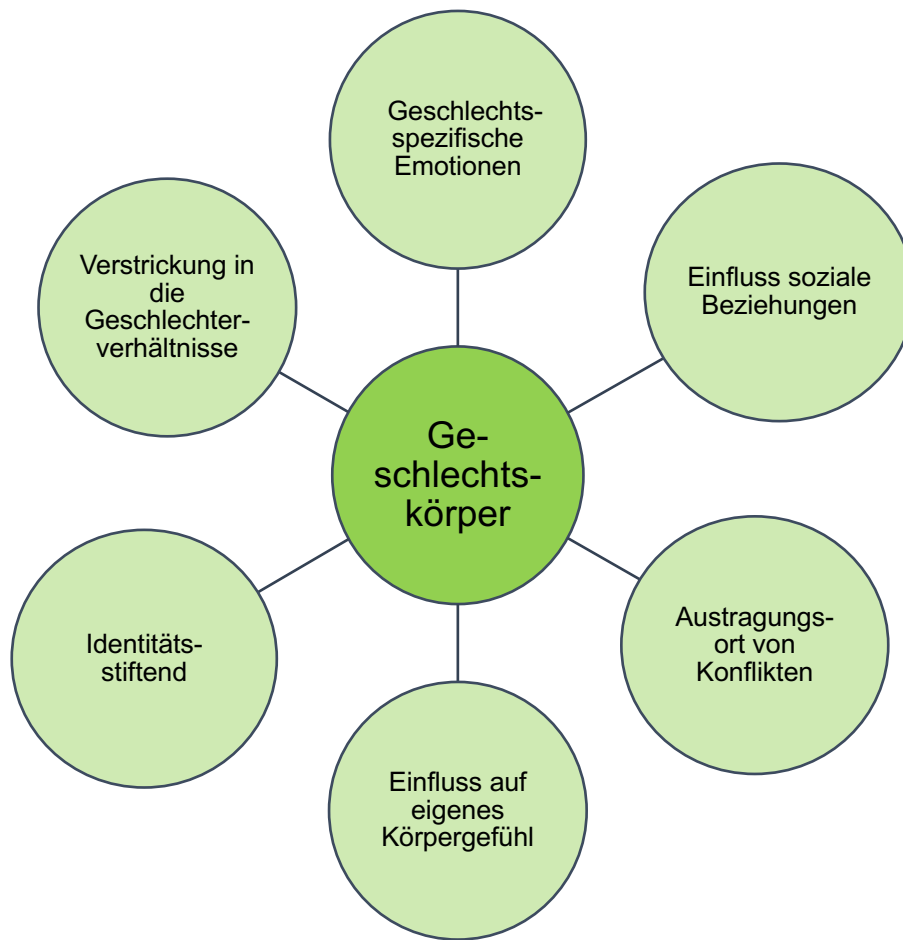 Geschlechts-
spezifische
Emotionen
Verstrickung in
die
Geschlechter-
verhältnisse
Einfluss soziale
Beziehungen
Ge-
schlechts-
körper
Identitäts-
stiftend
Austragungs-
ort von
Konflikten
Einfluss auf
eigenes
Körpergefühl